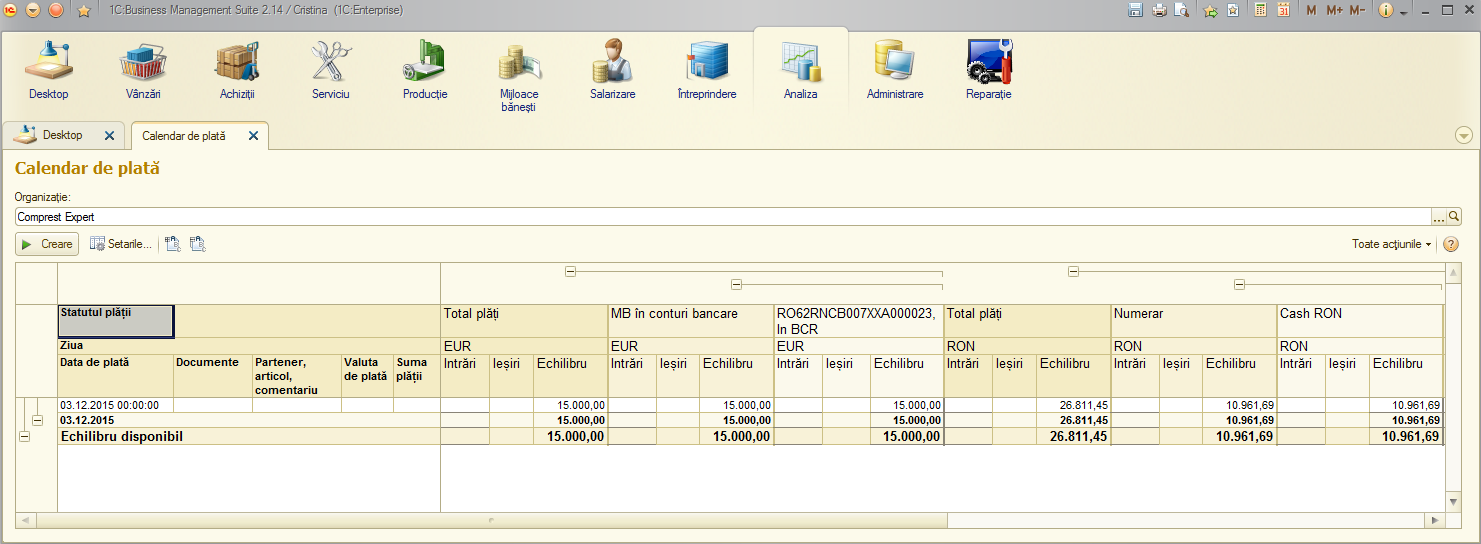 1C:Business Management Suite 2.14 / Cristina (1C:Enterprise)
M M+ M-
Desktop Vânzări Achiziții Serviciu Producție Mijloace bănești Salarizare Întreprindere Analiza Administrare Reparație
Desktop Calendar de plată
Calendar de plată
Organizație:
Comprest Expert
Creare Setarile... Toate acțiunile
Statutul plății Total plăți MB în conturi bancare RO62RNCB007XXA000023, In BCR Total plăți Numerar Cash RON
Ziua EUR EUR EUR RON RON RON
Data de plată Documente Partener, articol, comentariu Valuta de plată Suma plății Intrări Ieșiri Echilibru Intrări Ieșiri Echilibru Intrări Ieșiri Echilibru Intrări Ieșiri Echilibru Intrări Ieșiri Echilibru Intrări Ieșiri Echilibru
03.12.2015 00:00:00 15.000,00 15.000,00 15.000,00 26.811,45 10.961,69 10.961,69
03.12.2015 15.000,00 15.000,00 15.000,00 26.811,45 10.961,69 10.961,69
Echilibru disponibil 15.000,00 15.000,00 15.000,00 26.811,45 10.961,69 10.961,69